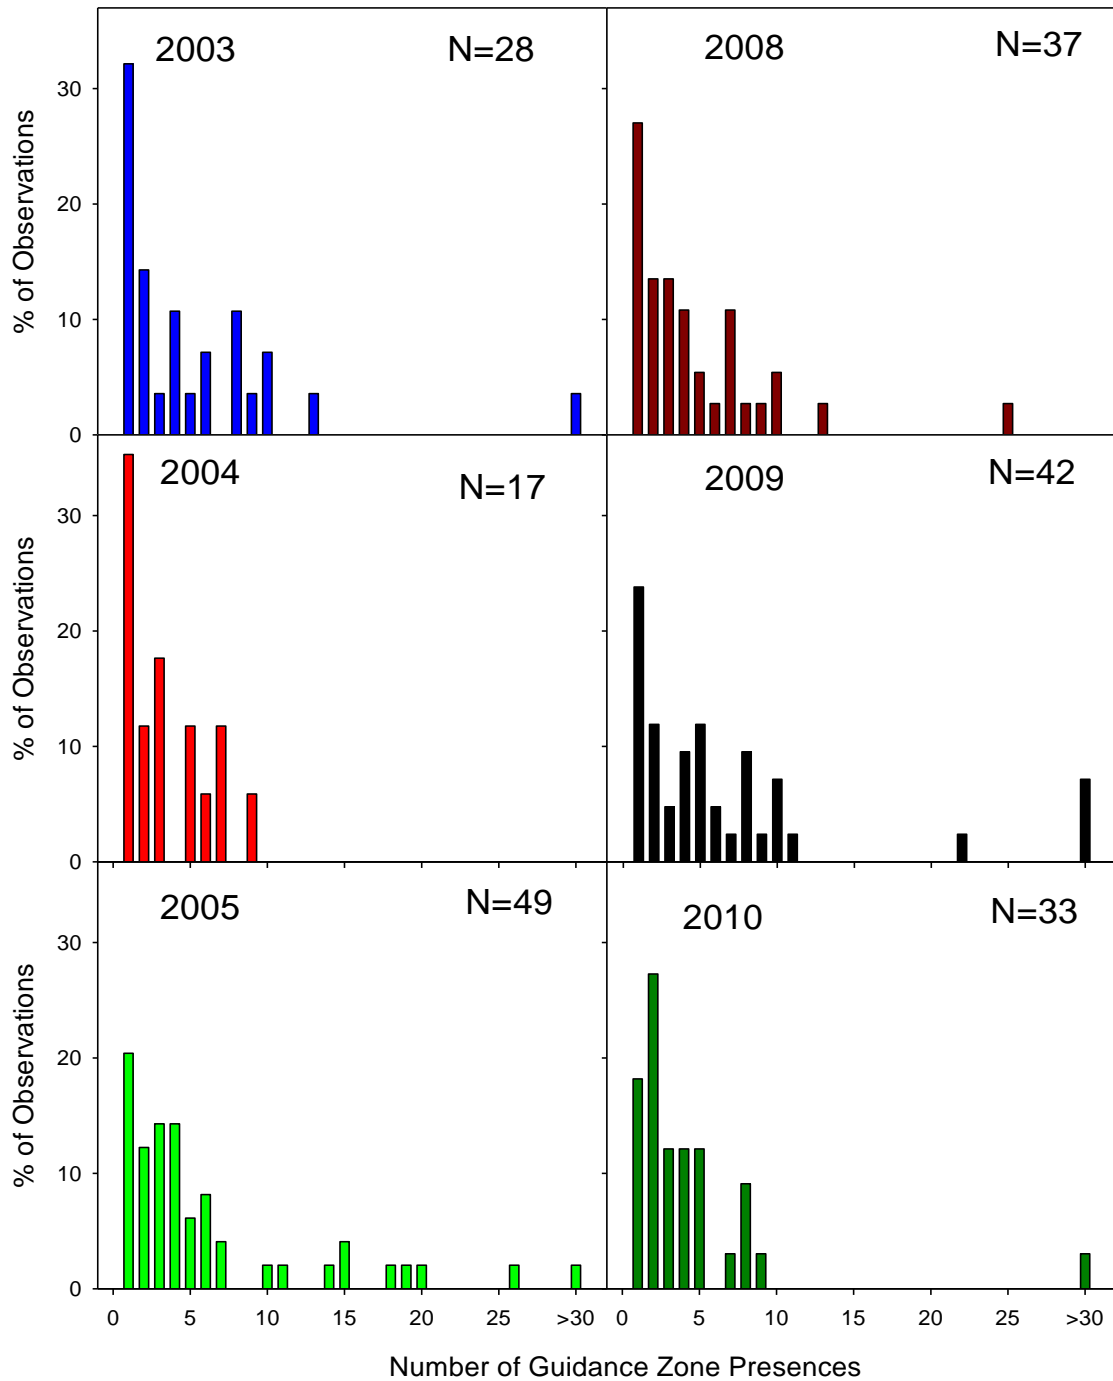 2003 N=28
2008 N=37
% of Observations
30
20
10
0
2004 N=17
2009 N=42
% of Observations
30
20
10
0
2005 N=49
2010 N=33
% of Observations
30
20
10
0
0 5 10 15 20 25 >30
0 5 10 15 20 25 >30
Number of Guidance Zone Presences